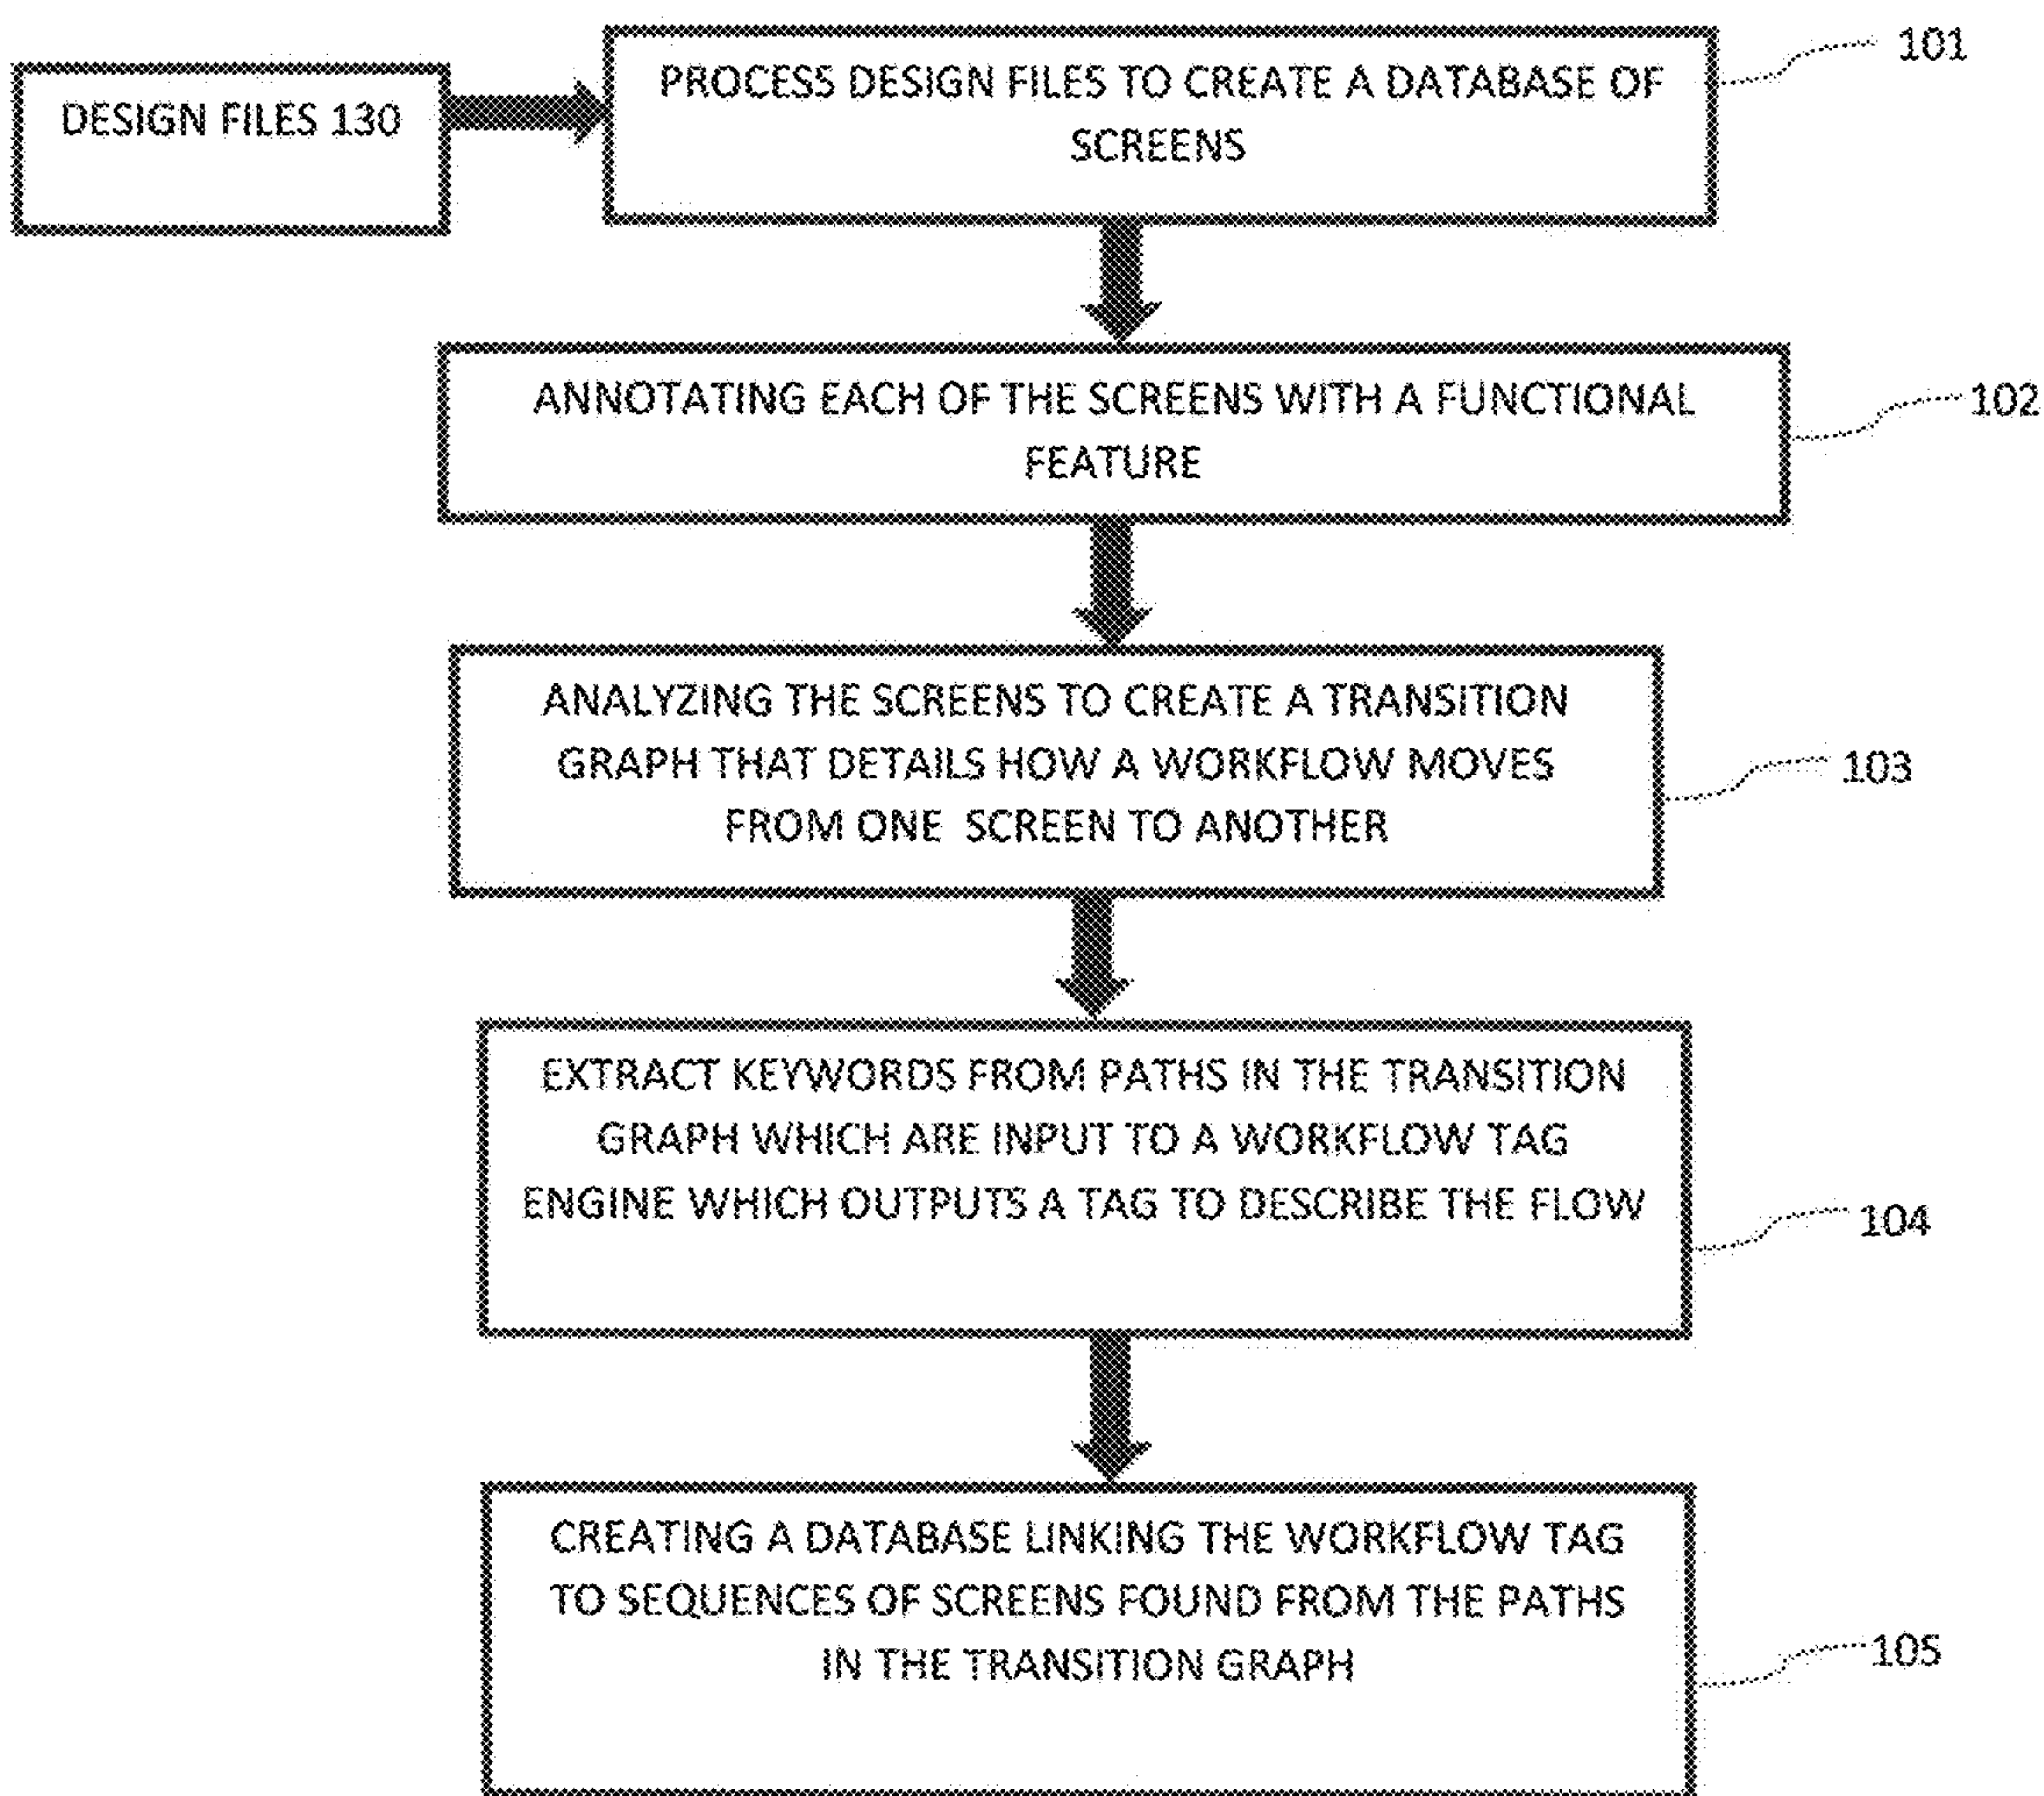 DESIGN FILES 130
PROCESS DESIGN FILES TO CREATE A DATABASE OF
SCREENS
101
ANNOTATING EACH OF THE SCREENS WITH A FUNCTIONAL
FEATURE
102
ANALYZING THE SCREENS TO CREATE A TRANSITION
GRAPH THAT DETAILS HOW A WORKFLOW MOVES
FROM ONE SCREEN TO ANOTHER
103
EXTRACT KEYWORDS FROM PATHS IN THE TRANSITION
GRAPH WHICH ARE INPUT TO A WORKFLOW TAG
ENGINE WHICH OUTPUTS A TAG TO DESCRIBE THE FLOW
104
CREATING A DATABASE LINKING THE WORKFLOW TAG
TO SEQUENCES OF SCREENS FOUND FROM THE PATHS
IN THE TRANSITION GRAPH
105